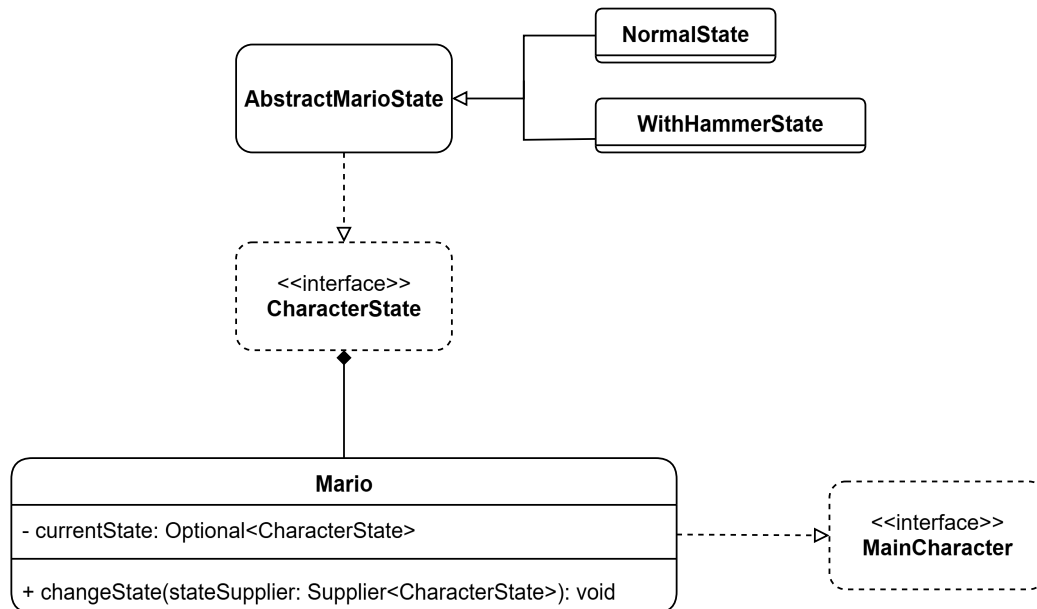 NormalState
AbstractMarioState
WithHammerState
<<interface>>
CharacterState
Mario
- currentState: Optional<CharacterState>
+ changeState(stateSupplier: Supplier<CharacterState>): void
<<interface>>
MainCharacter